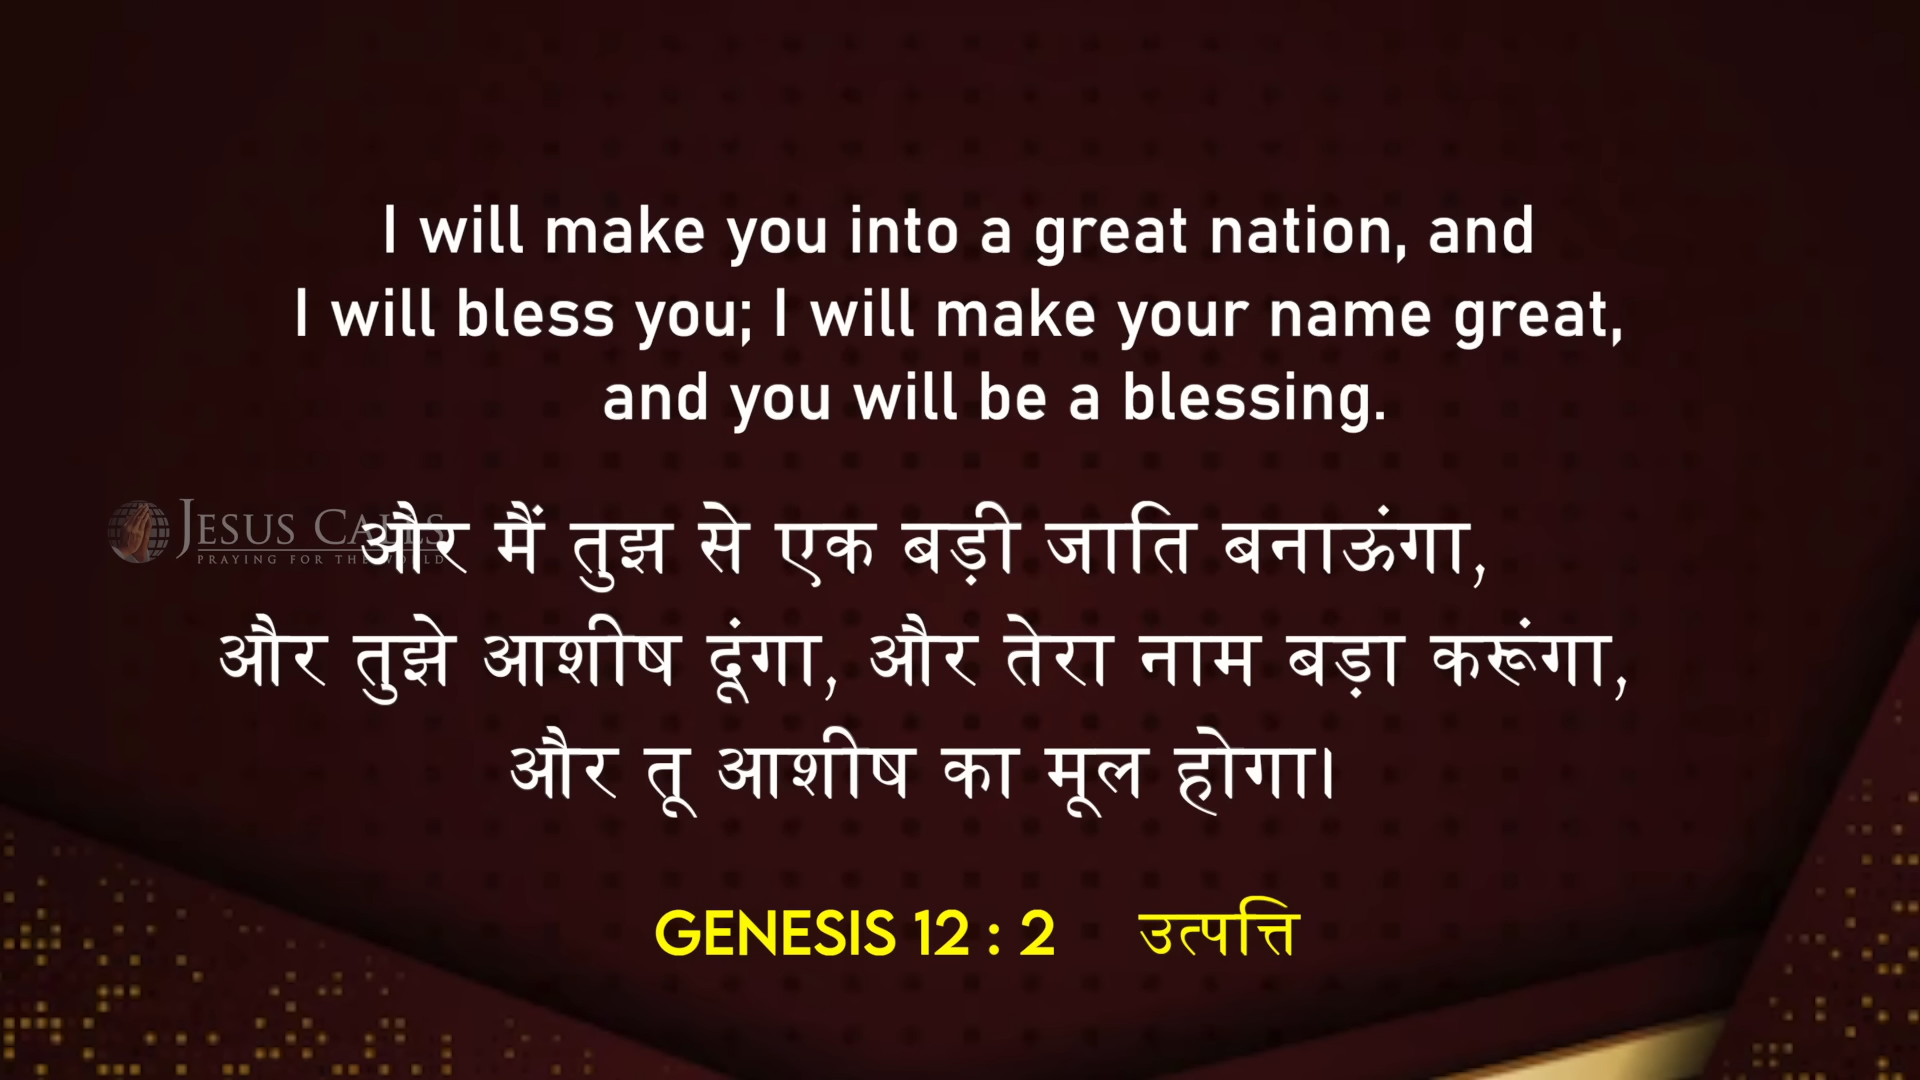 I will make you into a great nation, and
I will bless you; I will make your name great,
and you will be a blessing.
JESUS CALLS
PRAYING FOR THE WORLD
और मैं तुझ से एक बड़ी जाति बनाऊंगा,
और तुझे आशीष दूंगा, और तेरा नाम बड़ा करूंगा,
और तू आशीष का मूल होगा।
GENESIS 12 : 2 उत्पत्ति